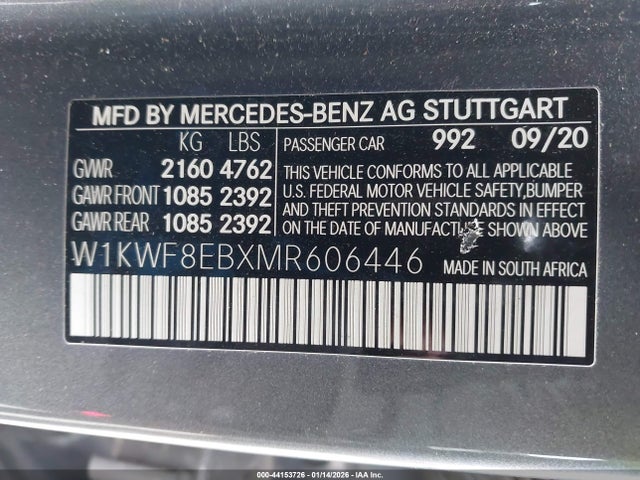 MFD BY MERCEDES-BENZ AG STUTTGART
KG LBS
GVWR 2160 4762
GAWR FRONT 1085 2392
GAWR REAR 1085 2392
PASSENGER CAR 992 09/20
THIS VEHICLE CONFORMS TO ALL APPLICABLE
U.S. FEDERAL MOTOR VEHICLE SAFETY,BUMPER
AND THEFT PREVENTION STANDARDS IN EFFECT
ON THE DATE OF MANUFACTURE SHOWN ABOVE
W1KWF8EBXMR606446 MADE IN SOUTH AFRICA
000-44153726 - 01/14/2026 - IAA Inc.